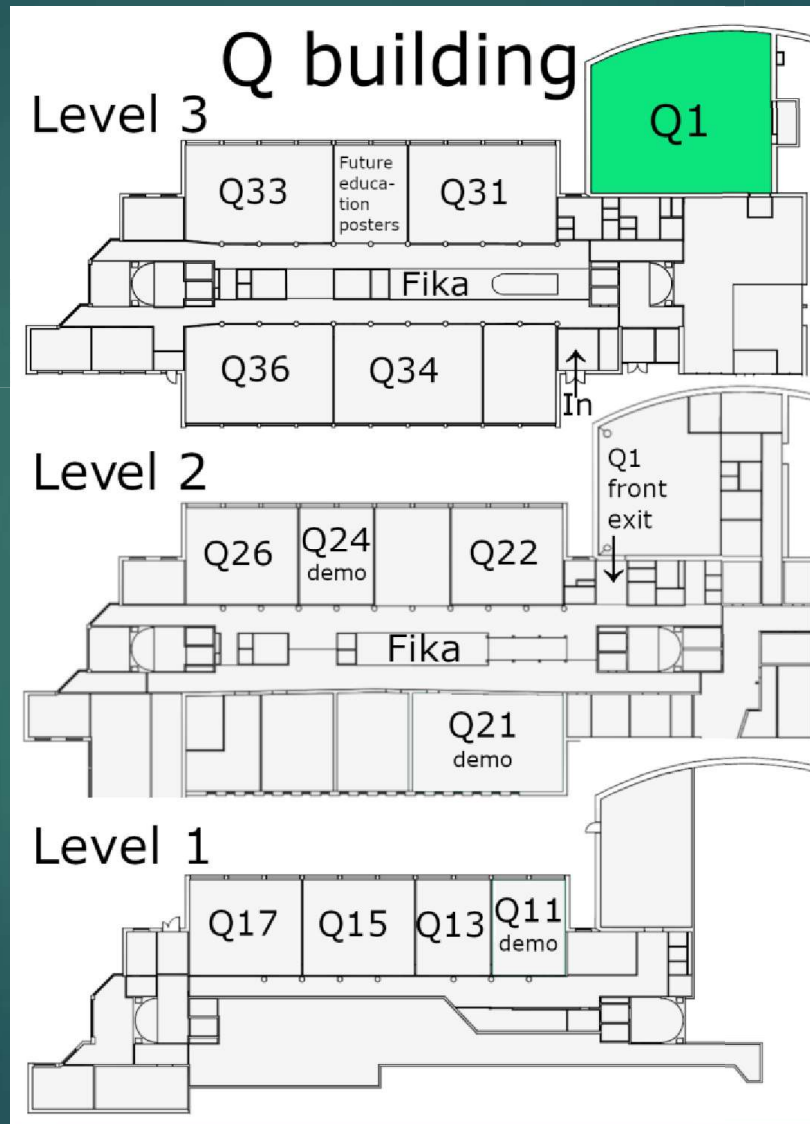 Q building
Level 3
Q1
Q33
Future
educa-
tion
posters
Q31
Fika
Q36
Q34
In
Level 2
Q1
front
exit
Q26
Q24
demo
Q22
Fika
Q21
demo
Level 1
Q17
Q15
Q13
Q11
demo